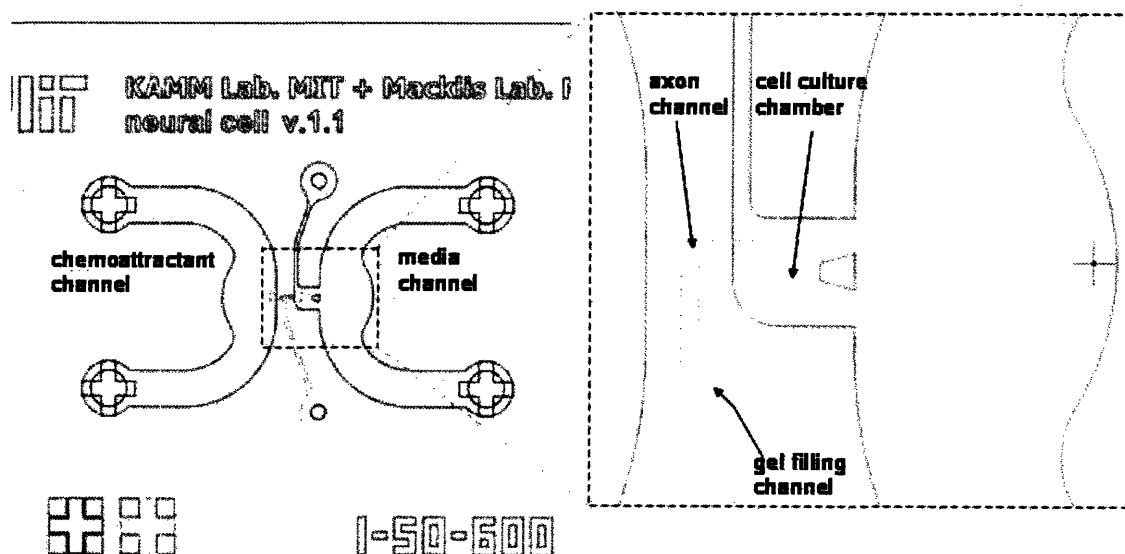 KAMM Lab. MIT + Macklis Lab.
neural cell v.1.1
chemoattractant
channel
media
channel
1-50-600
axon
channel
cell culture
chamber
gel filling
channel